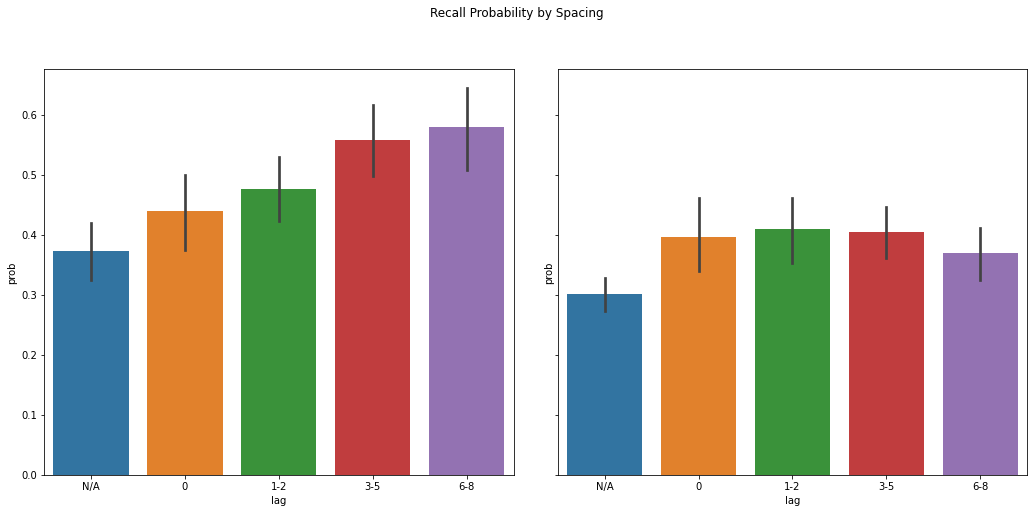 Recall Probability by Spacing
prob
0.6
0.5
0.4
0.3
0.2
0.1
0.0
N/A 0 1-2 3-5 6-8
lag
prob
N/A 0 1-2 3-5 6-8
lag